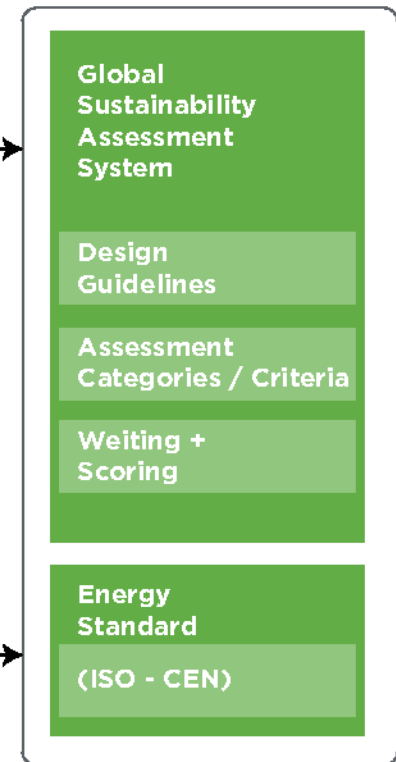 Global
Sustainability
Assessment
System
Design
Guidelines
Assessment
Categories / Criteria
Weiting +
Scoring
Energy
Standard
(ISO - CEN)